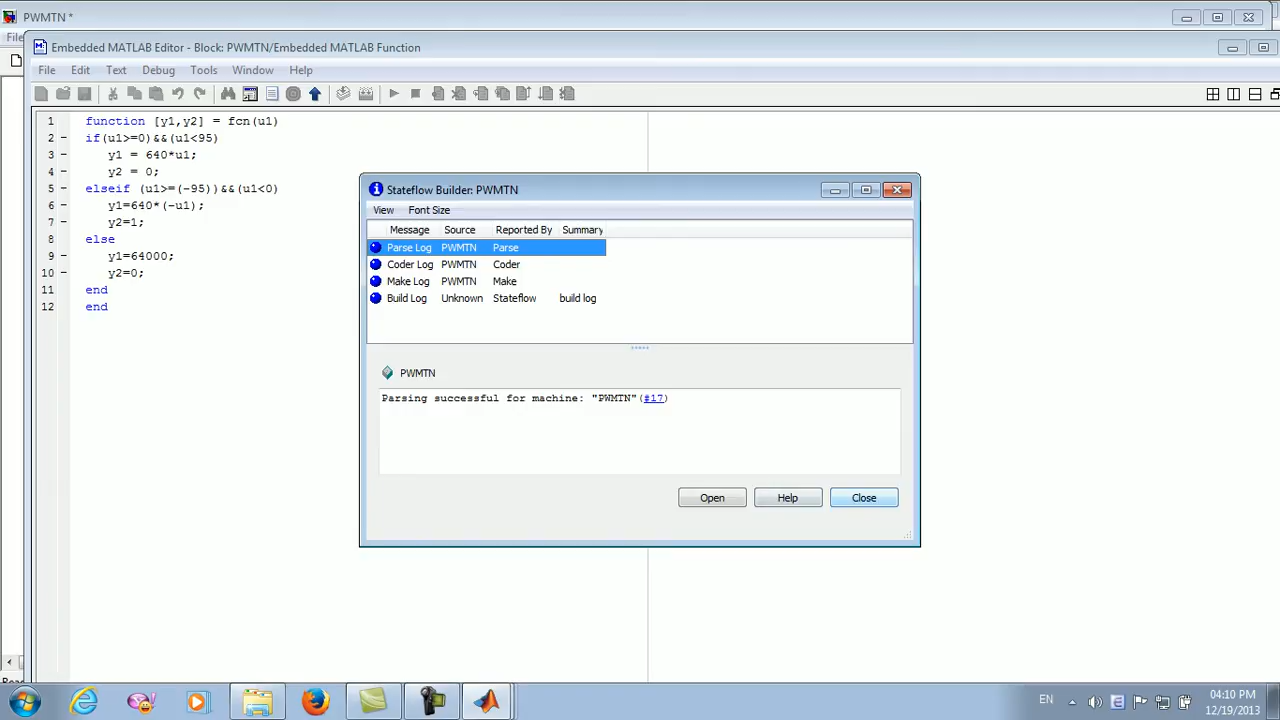 PWMTN *
File
Embedded MATLAB Editor - Block: PWMTN/Embedded MATLAB Function
File Edit Text Debug Tools Window Help
1 function [y1,y2] = fcn(u1)
2 - if(u1>=0)&&(u1<95)
3 - y1 = 640*u1;
4 - y2 = 0;
5 - elseif (u1>=(-95))&&(u1<0)
6 - y1=640*(-u1);
7 - y2=1;
8 - else
9 - y1=64000;
10 - y2=0;
11 end
12 end
Stateflow Builder: PWMTN
View Font Size
Message Source Reported By Summary
Parse Log PWMTN Parse
Coder Log PWMTN Coder
Make Log PWMTN Make
Build Log Unknown Stateflow build log
PWMTN
Parsing successful for machine: "PWMTN"(#17)
Open Help Close
EN
04:10 PM
12/19/2013